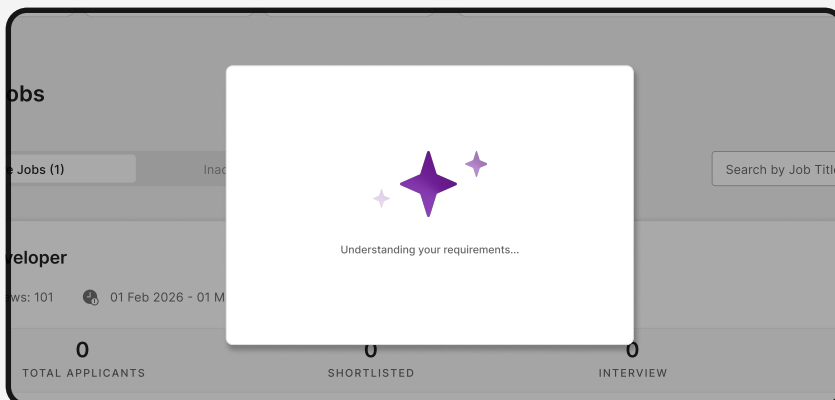 obs
e Jobs (1)
Inac
Search by Job Title
veloper
ws: 101
01 Feb 2026 - 01 M
Understanding your requirements...
0
0
0
TOTAL APPLICANTS
SHORTLISTED
INTERVIEW